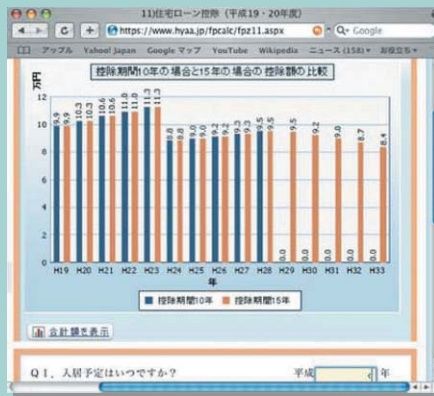 11)住宅ローン控除（平成19・20年度）
https://www.hyaa.jp/fpcalc/fpz11.aspx
Google
アップル Yahoo! Japan Google マップ YouTube Wikipedia ニュース (158) お役立ち
控除期間10年の場合と15年の場合の控除額の比較
万円
12
10
8
6
4
2
0
9.9 9.9 10.3 10.3 10.6 10.6 11.0 11.0 11.3 11.3 8.8 8.8 9.0 9.0 9.2 9.2 9.3 9.3 9.5 9.5 0.0 9.5 0.0 9.2 0.0 9.0 0.0 8.7 0.0 8.4
H19 H20 H21 H22 H23 H24 H25 H26 H27 H28 H29 H30 H31 H32 H33
年
控除期間10年 控除期間15年
合計額を表示
Q1. 入居予定はいつですか？ 平成 年